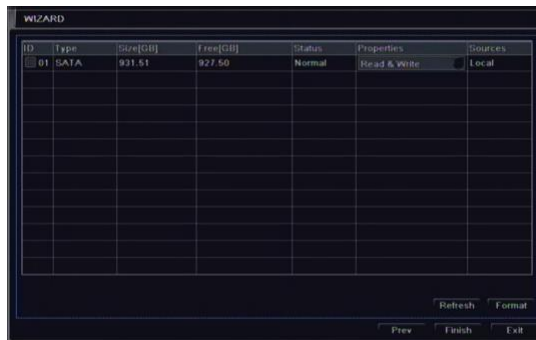 WIZARD
ID Type Size[GB] Free[GB] Status Properties Sources
01 SATA 931.51 927.50 Normal Read & Write Local
Refresh Format
Prev Finish Exit